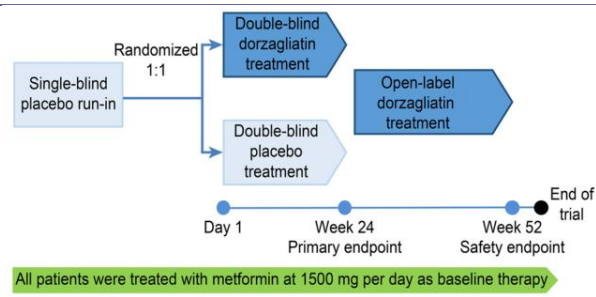 Single-blind
placebo run-in
Randomized
1:1
Double-blind
dorzagliatin
treatment
Double-blind
placebo
treatment
Open-label
dorzagliatin
treatment
Day 1
Week 24
Primary endpoint
Week 52
Safety endpoint
End of
trial
All patients were treated with metformin at 1500 mg per day as baseline therapy